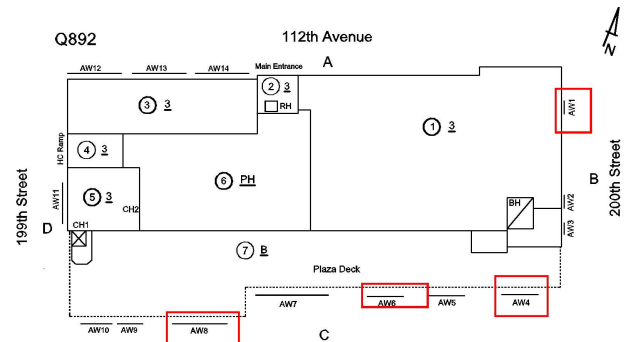 Q892
112th Avenue
N
AW12 AW13 AW14 Main Entrance A
2 3
RH
3 3
AW1
1 3
HC Ramp
4 3
199th Street
200th Street
B
6 PH
5 3
AW11
CH2
BH
AW2
AW3
D
CH1
7 B
Plaza Deck
AW7 AW6 AW5 AW4
AW10 AW9 AW8
C